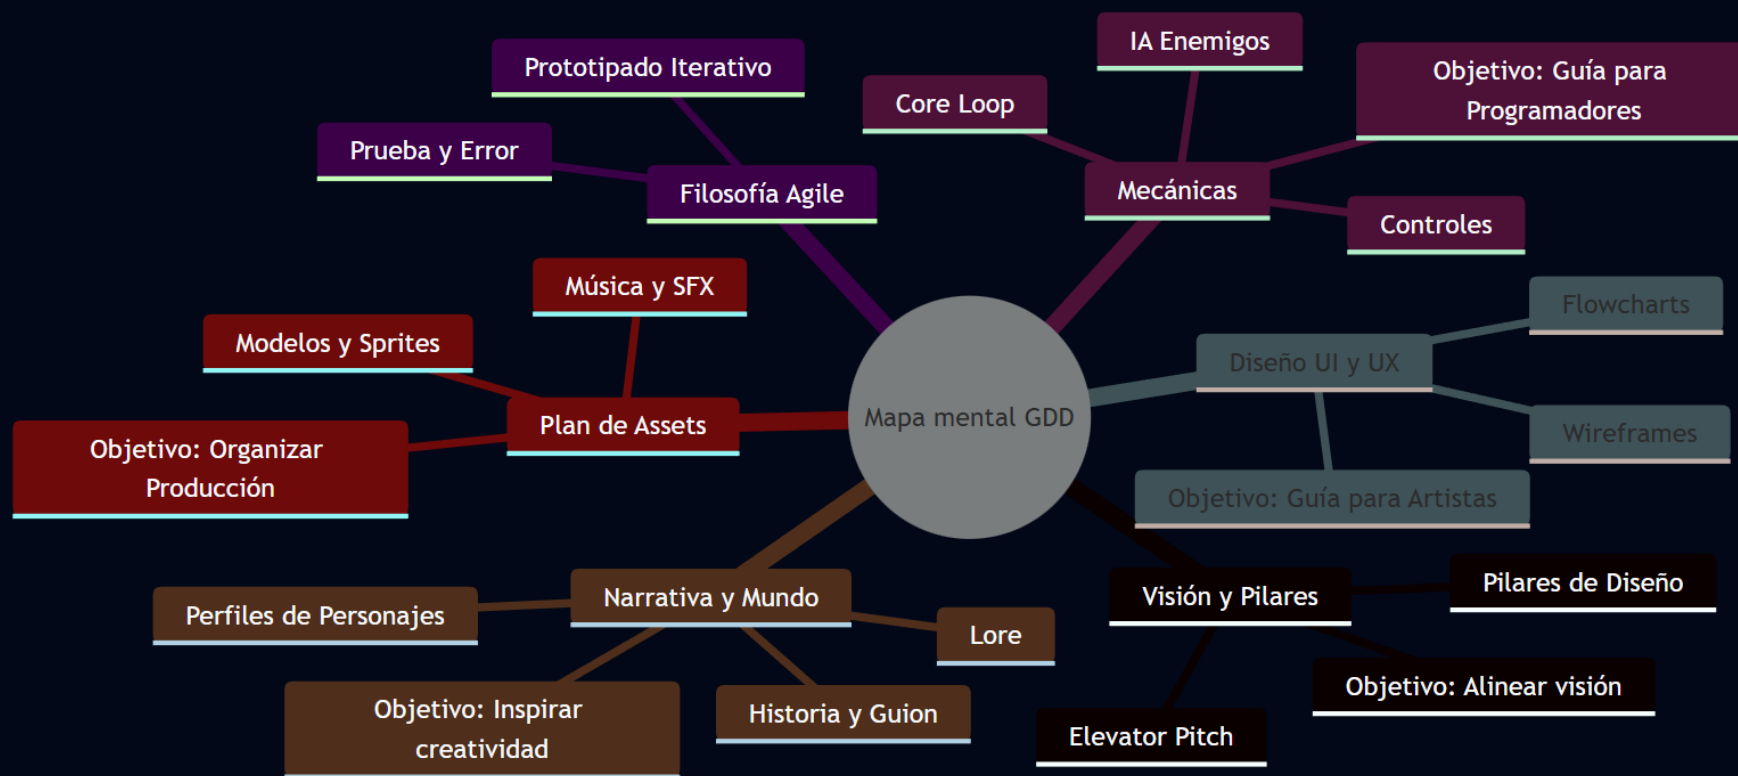 IA Enemigos
Prototipado Iterativo
Core Loop
Objetivo: Guía para
Programadores
Prueba y Error
Filosofía Agile
Mecánicas
Controles
Música y SFX
Flowcharts
Modelos y Sprites
Diseño UI y UX
Plan de Assets
Mapa mental GDD
Wireframes
Objetivo: Organizar
Producción
Objetivo: Guía para Artistas
Narrativa y Mundo
Visión y Pilares
Pilares de Diseño
Perfiles de Personajes
Lore
Objetivo: Inspirar
creatividad
Historia y Guion
Objetivo: Alinear visión
Elevator Pitch